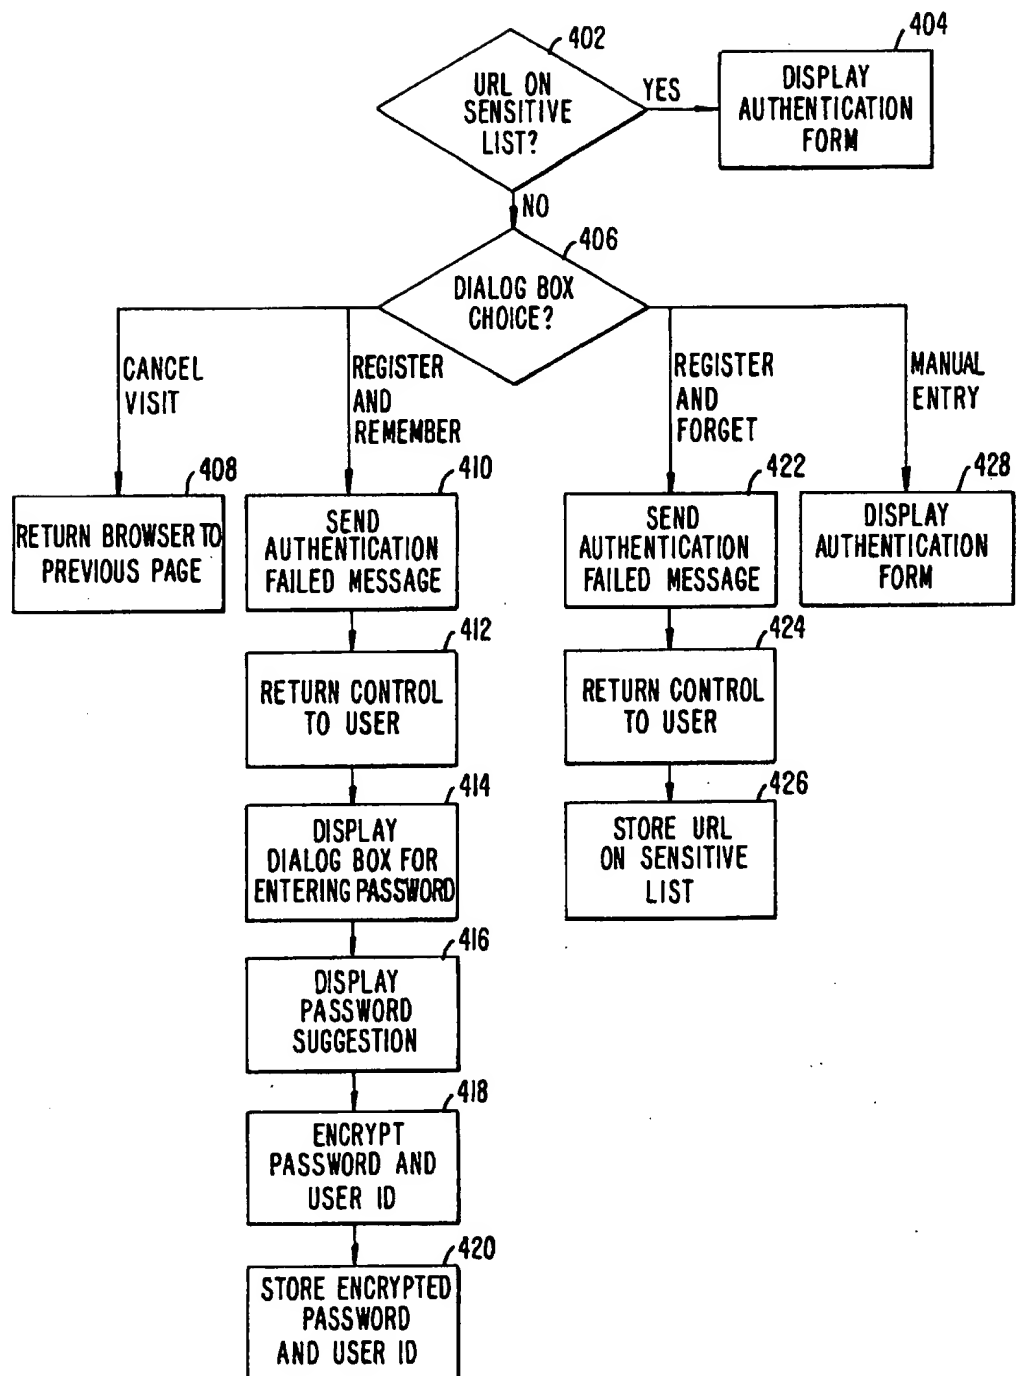 402
URL ON
SENSITIVE
LIST?
YES
404
DISPLAY
AUTHENTICATION
FORM
NO
406
DIALOG BOX
CHOICE?
CANCEL
VISIT
REGISTER
AND
REMEMBER
REGISTER
AND
FORGET
MANUAL
ENTRY
408
RETURN BROWSER TO
PREVIOUS PAGE
410
SEND
AUTHENTICATION
FAILED MESSAGE
422
SEND
AUTHENTICATION
FAILED MESSAGE
428
DISPLAY
AUTHENTICATION
FORM
412
RETURN CONTROL
TO USER
424
RETURN CONTROL
TO USER
414
DISPLAY
DIALOG BOX FOR
ENTERING PASSWORD
426
STORE URL
ON SENSITIVE
LIST
416
DISPLAY
PASSWORD
SUGGESTION
418
ENCRYPT
PASSWORD AND
USER ID
420
STORE ENCRYPTED
PASSWORD
AND USER ID